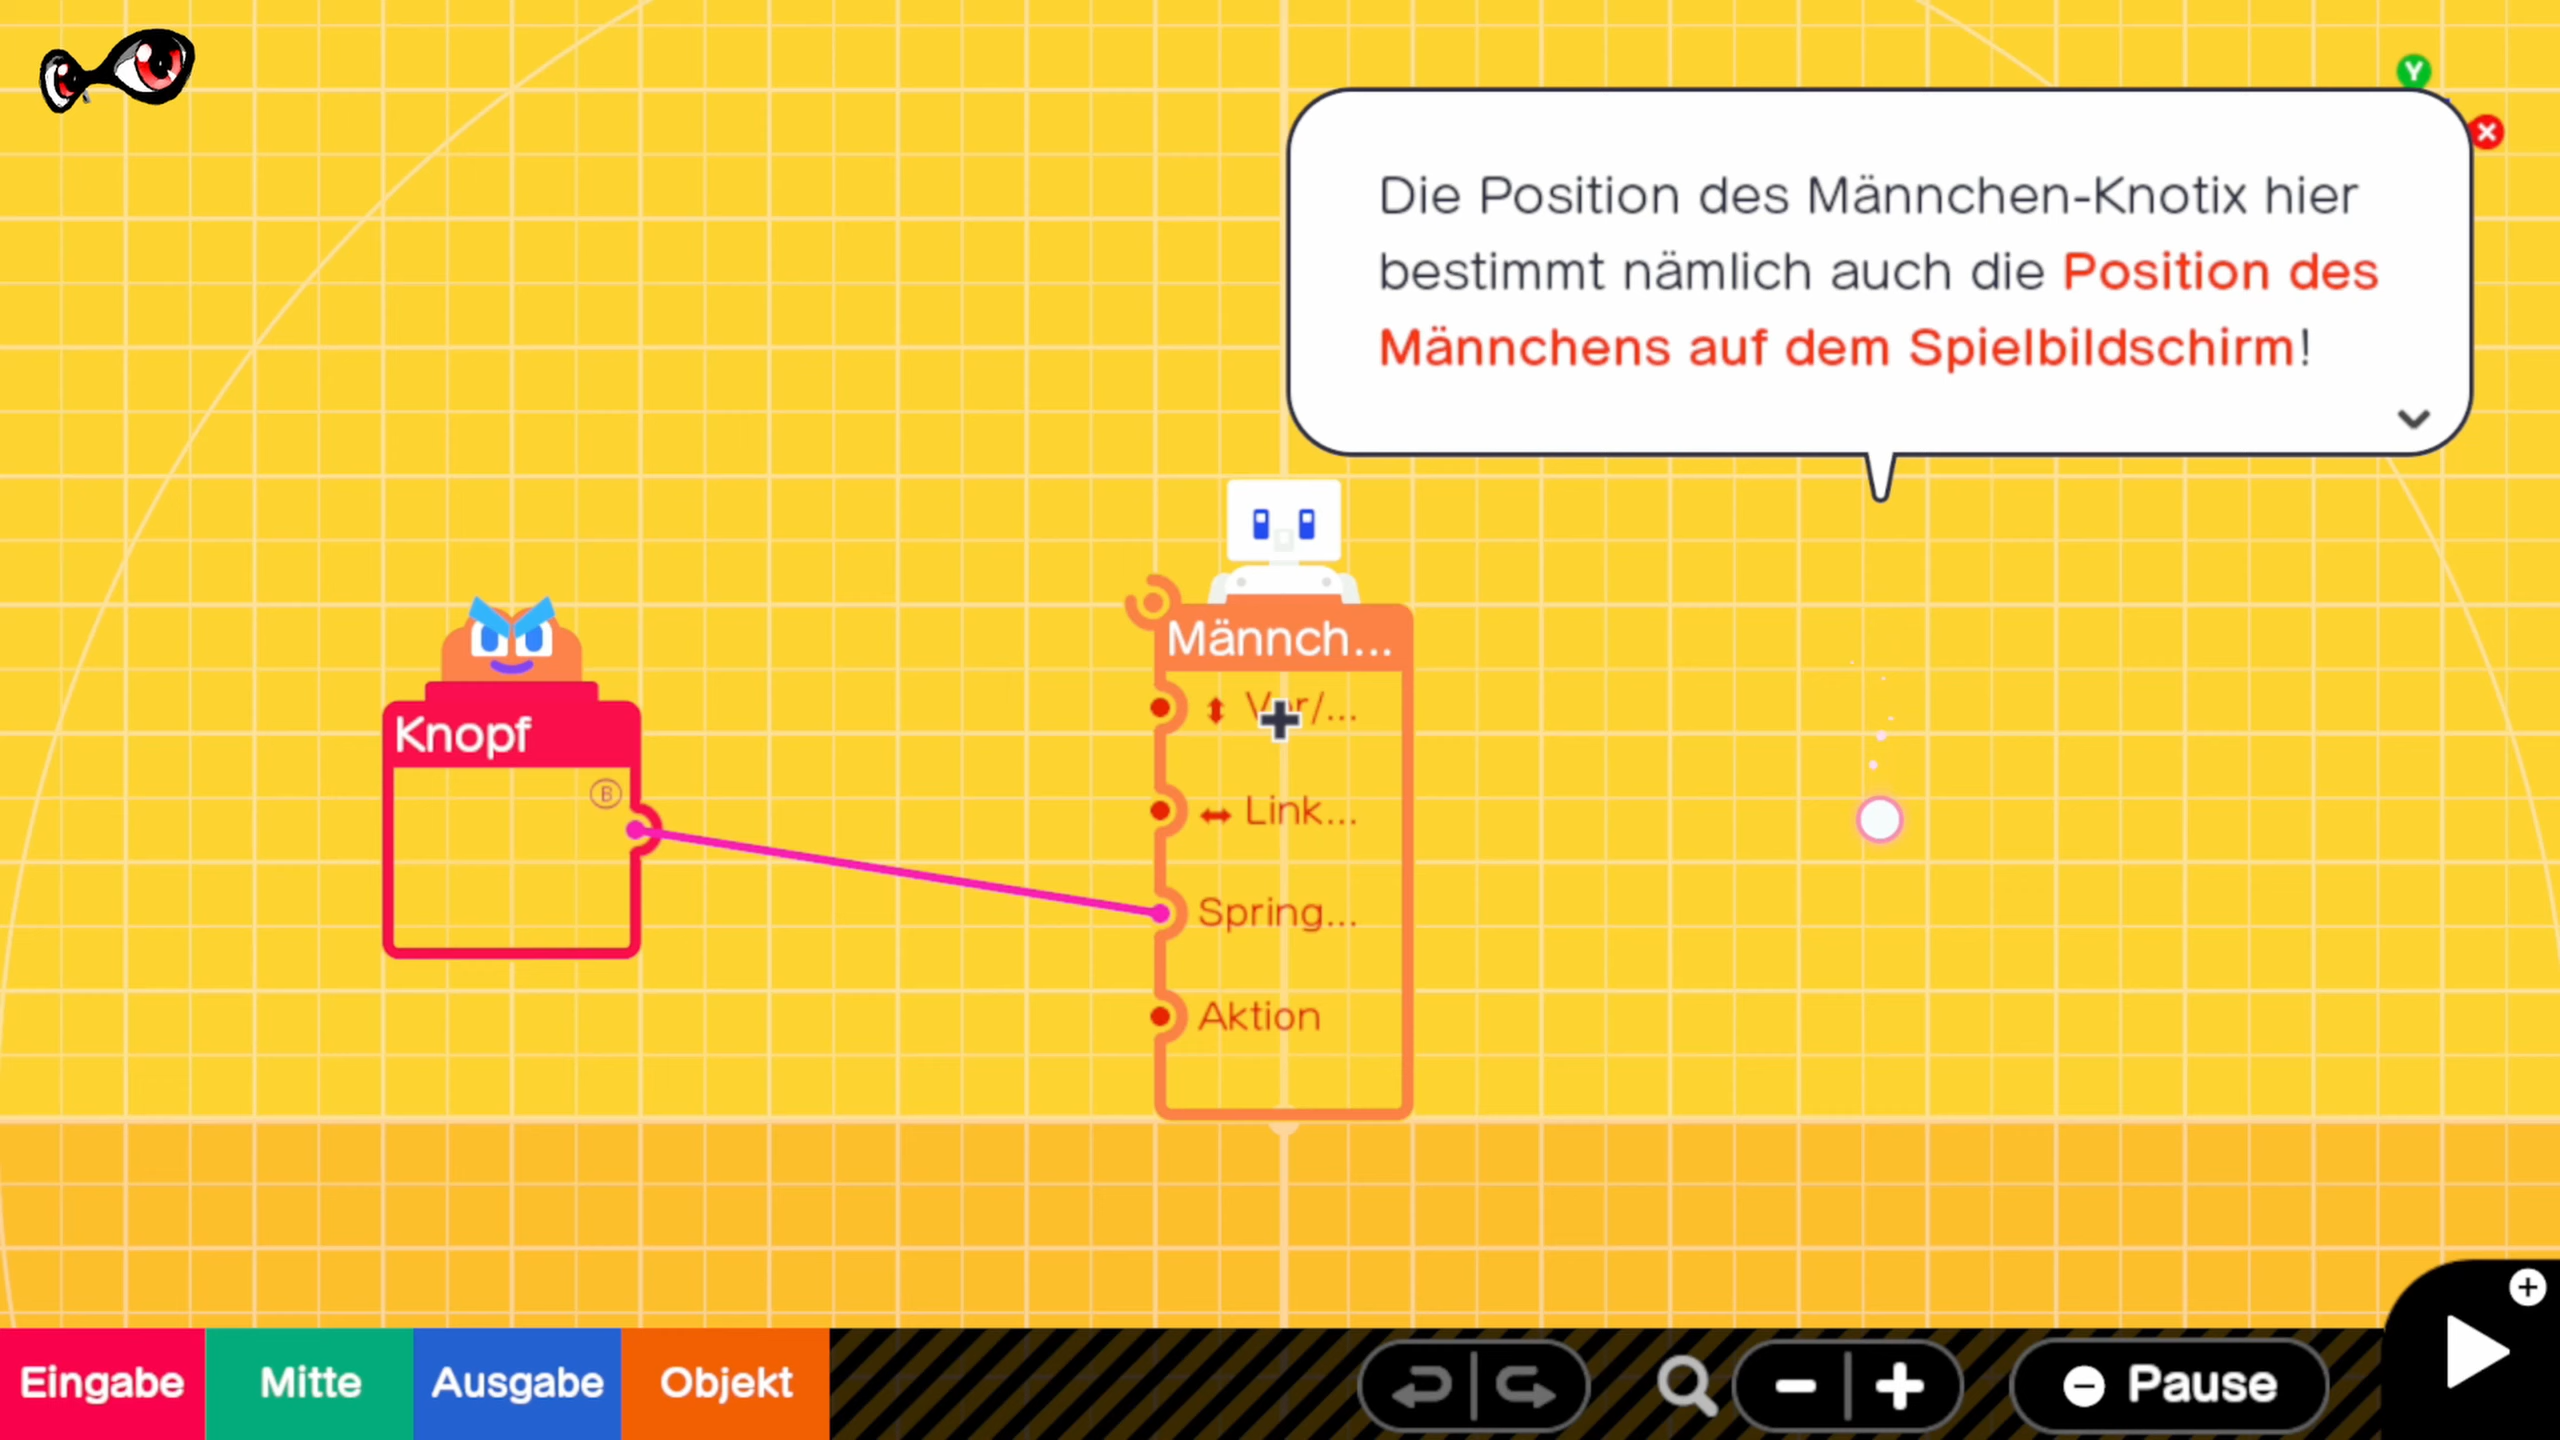 Y
Die Position des Männchen-Knotix hier
bestimmt nämlich auch die Position des
Männchens auf dem Spielbildschirm!
Männch...
Vor/...
Link...
Spring...
Aktion
Knopf
B
Eingabe
Mitte
Ausgabe
Objekt
Pause